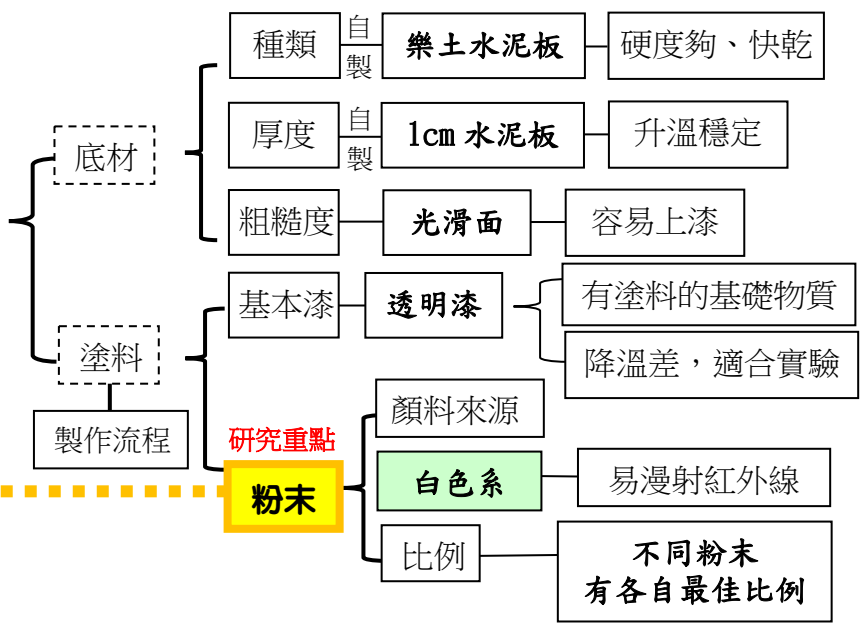 底材
種類
自製
樂土水泥板
硬度夠、快乾
厚度
自製
1cm 水泥板
升溫穩定
粗糙度
光滑面
容易上漆
塗料
製作流程
基本漆
透明漆
有塗料的基礎物質
降溫差，適合實驗
研究重點
粉末
顏料來源
白色系
易漫射紅外線
比例
不同粉末
有各自最佳比例